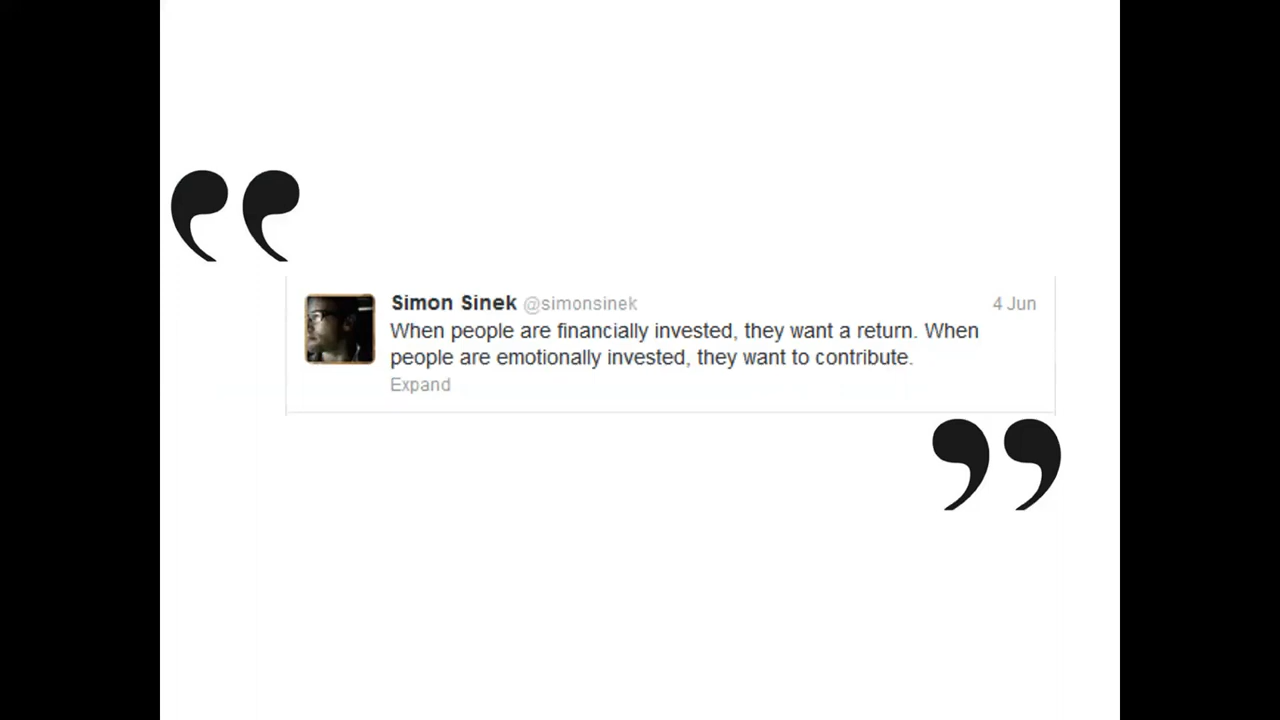 “
Simon Sinek @simonsinek 4 Jun
When people are financially invested, they want a return. When
people are emotionally invested, they want to contribute.
Expand
”